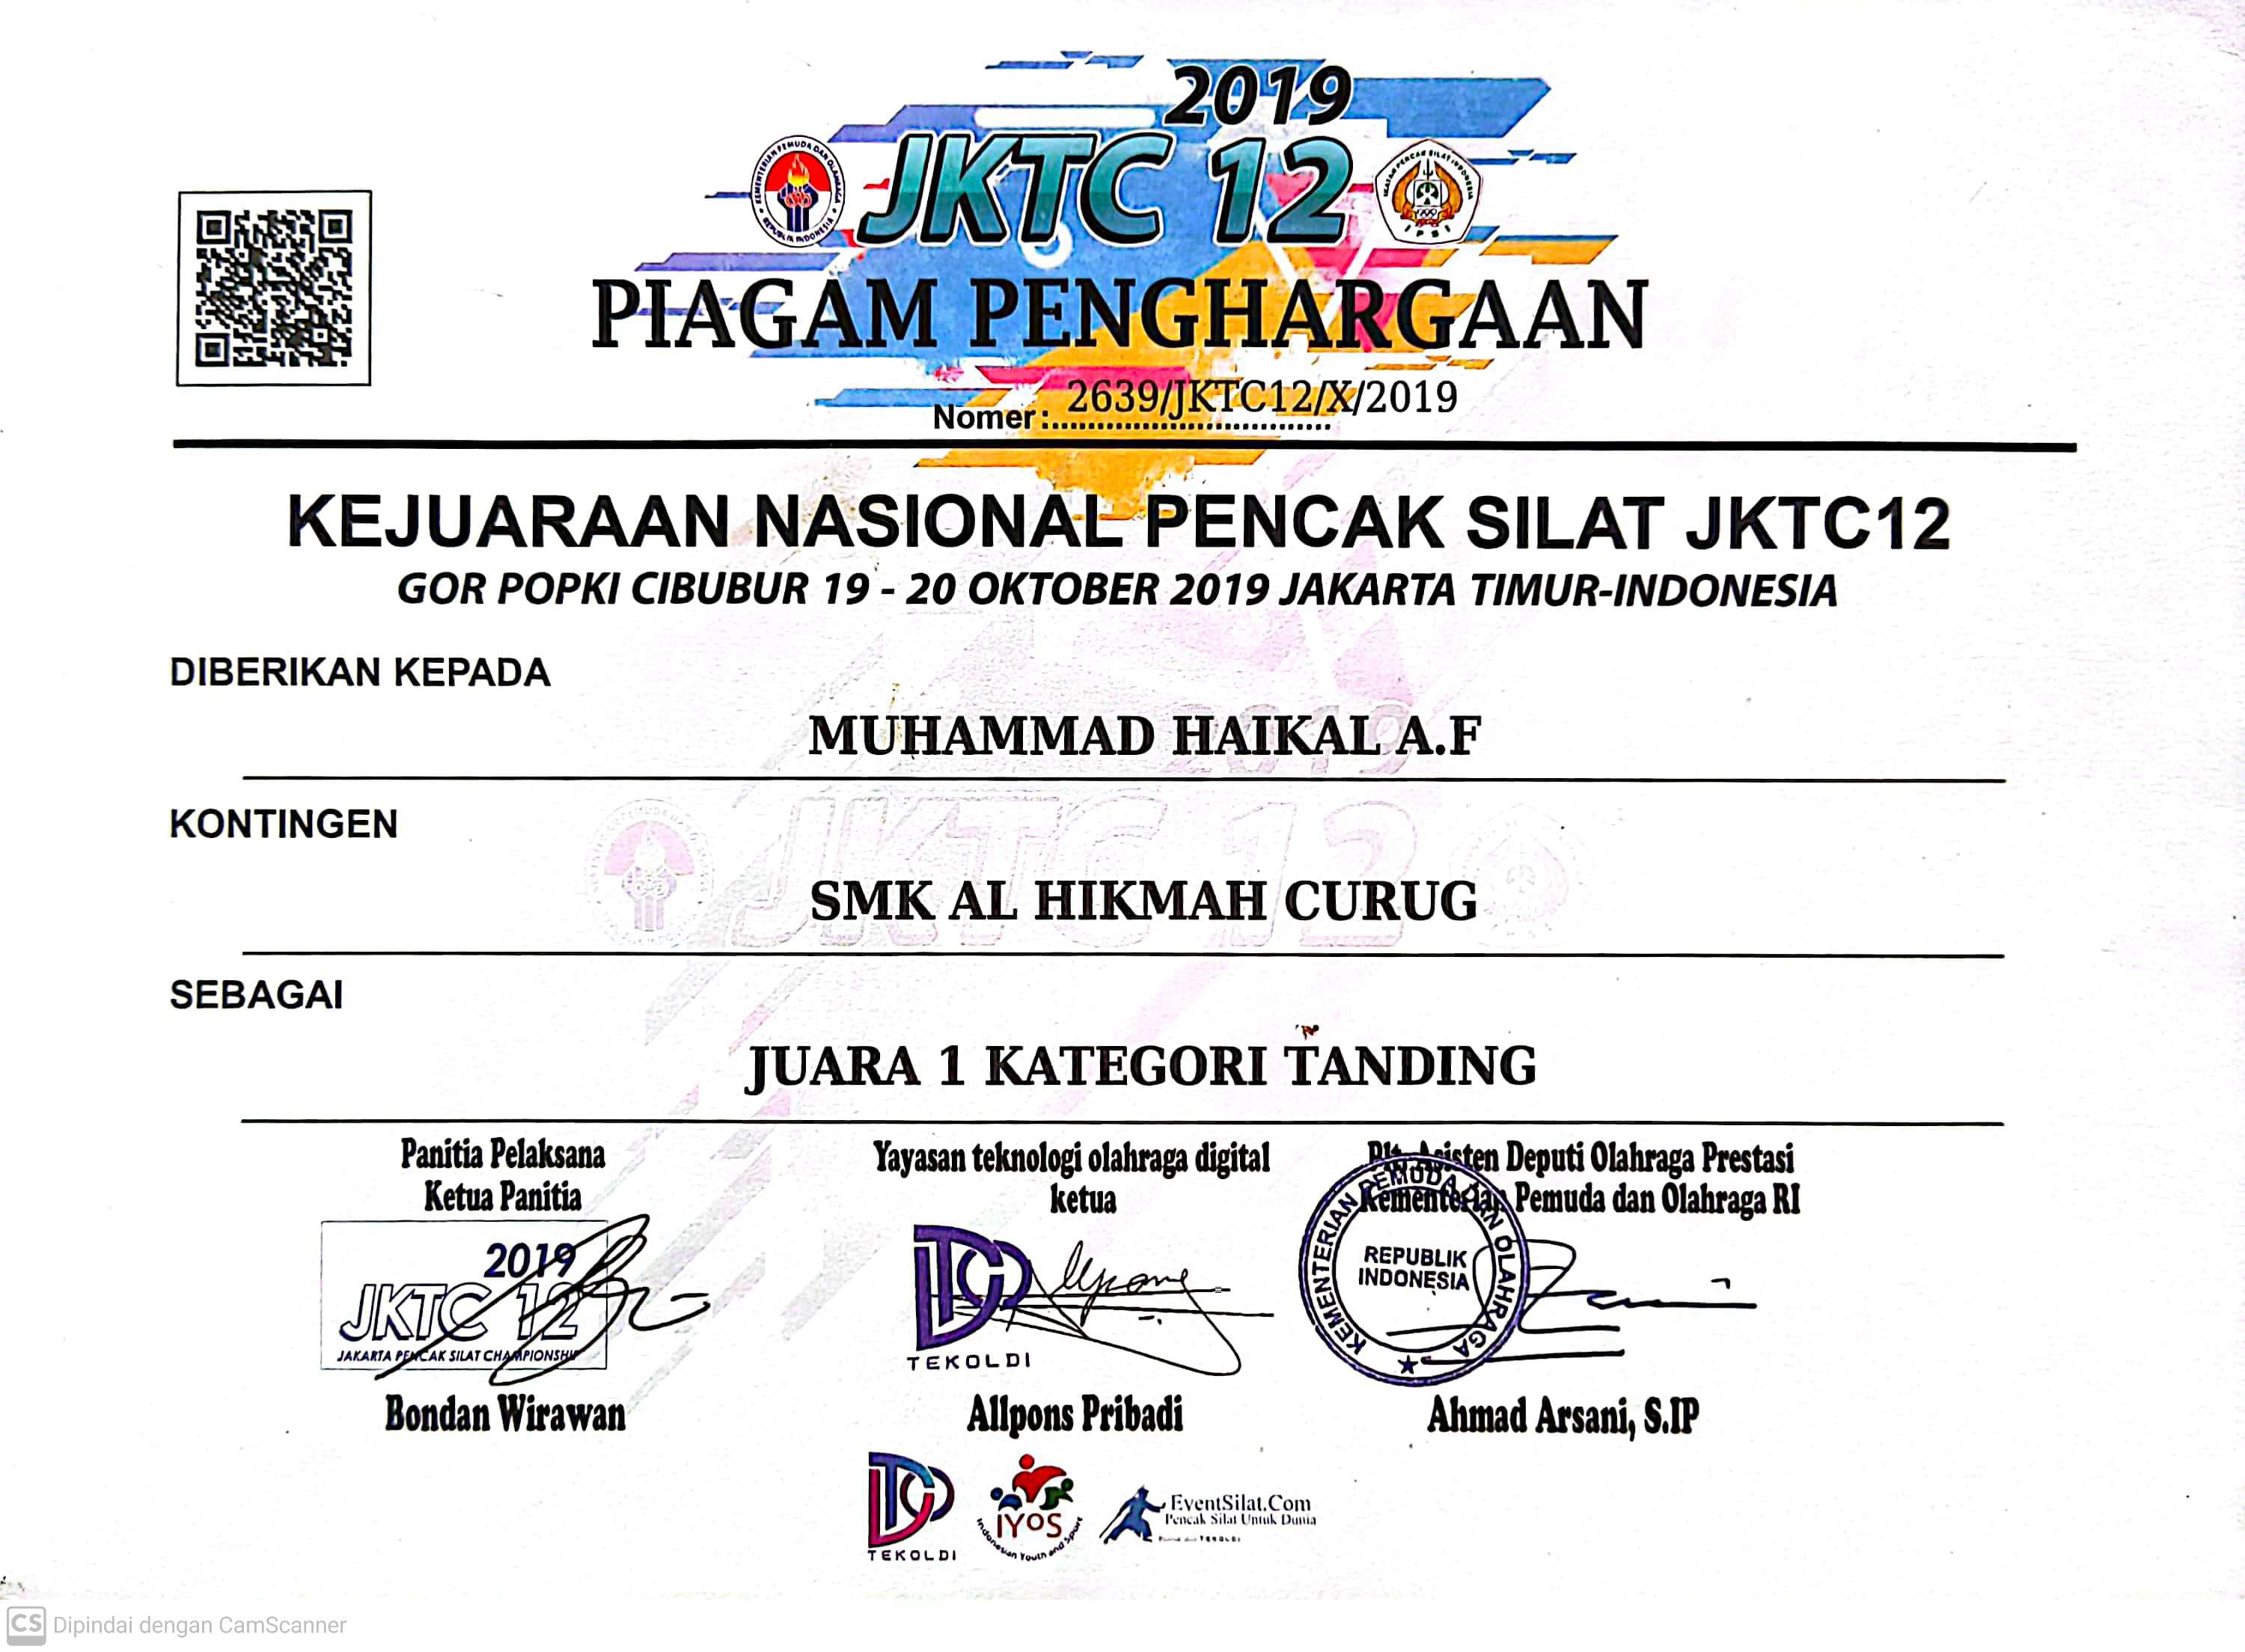 2019
JKTC 12
KEMENTERIAN PEMUDA DAN OLAHRAGA
REPUBLIK INDONESIA
IKATAN PENCAK SILAT INDONESIA
IPSI
PIAGAM PENGHARGAAN
Nomer: 2639/JKTC12/X/2019
KEJUARAAN NASIONAL PENCAK SILAT JKTC12
GOR POPKI CIBUBUR 19 - 20 OKTOBER 2019 JAKARTA TIMUR-INDONESIA
DIBERIKAN KEPADA
MUHAMMAD HAIKAL A.F
KONTINGEN
SMK AL HIKMAH CURUG
SEBAGAI
JUARA 1 KATEGORI TANDING
Panitia Pelaksana
Ketua Panitia
2019
JKTC 12
JAKARTA PENCAK SILAT CHAMPIONSHIP
Bondan Wirawan
Yayasan teknologi olahraga digital
ketua
TEKOLDI
Allpons Pribadi
Plt. Asisten Deputi Olahraga Prestasi
Kementerian Pemuda dan Olahraga RI
KEMENTERIAN PEMUDA DAN OLAHRAGA
REPUBLIK
INDONESIA
Ahmad Arsani, S.IP
TEKOLDI
IYOS
Indonesian Youth and Sport
EventSilat.Com
Pencak Silat Untuk Dunia
CS Dipindai dengan CamScanner